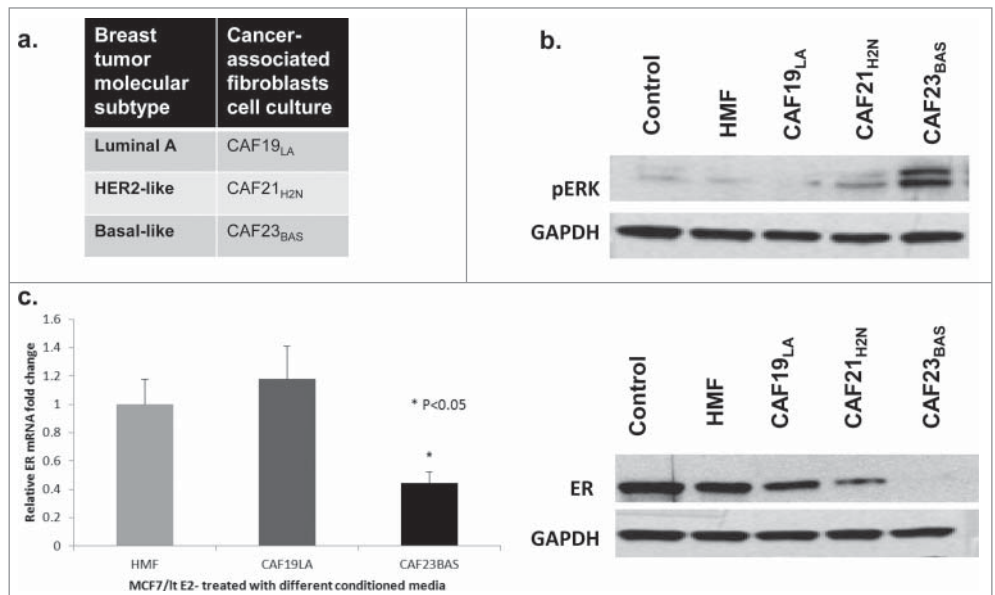 a.
Breast
tumor
molecular
subtype
Cancer-
associated
fibroblasts
cell culture
Luminal A
CAF19LA
HER2-like
CAF21H2N
Basal-like
CAF23BAS
b.
Control
HMF
CAF19LA
CAF21H2N
CAF23BAS
pERK
GAPDH
c.
Relative ER mRNA fold change
1.6
1.4
1.2
1
0.8
0.6
0.4
0.2
0
* P<0.05
*
HMF
CAF19LA
CAF23BAS
MCF7/lt E2- treated with different conditioned media
Control
HMF
CAF19LA
CAF21H2N
CAF23BAS
ER
GAPDH